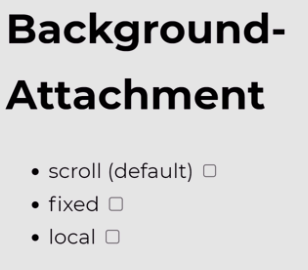 Background-
Attachment
• scroll (default) ☐
• fixed ☐
• local ☐